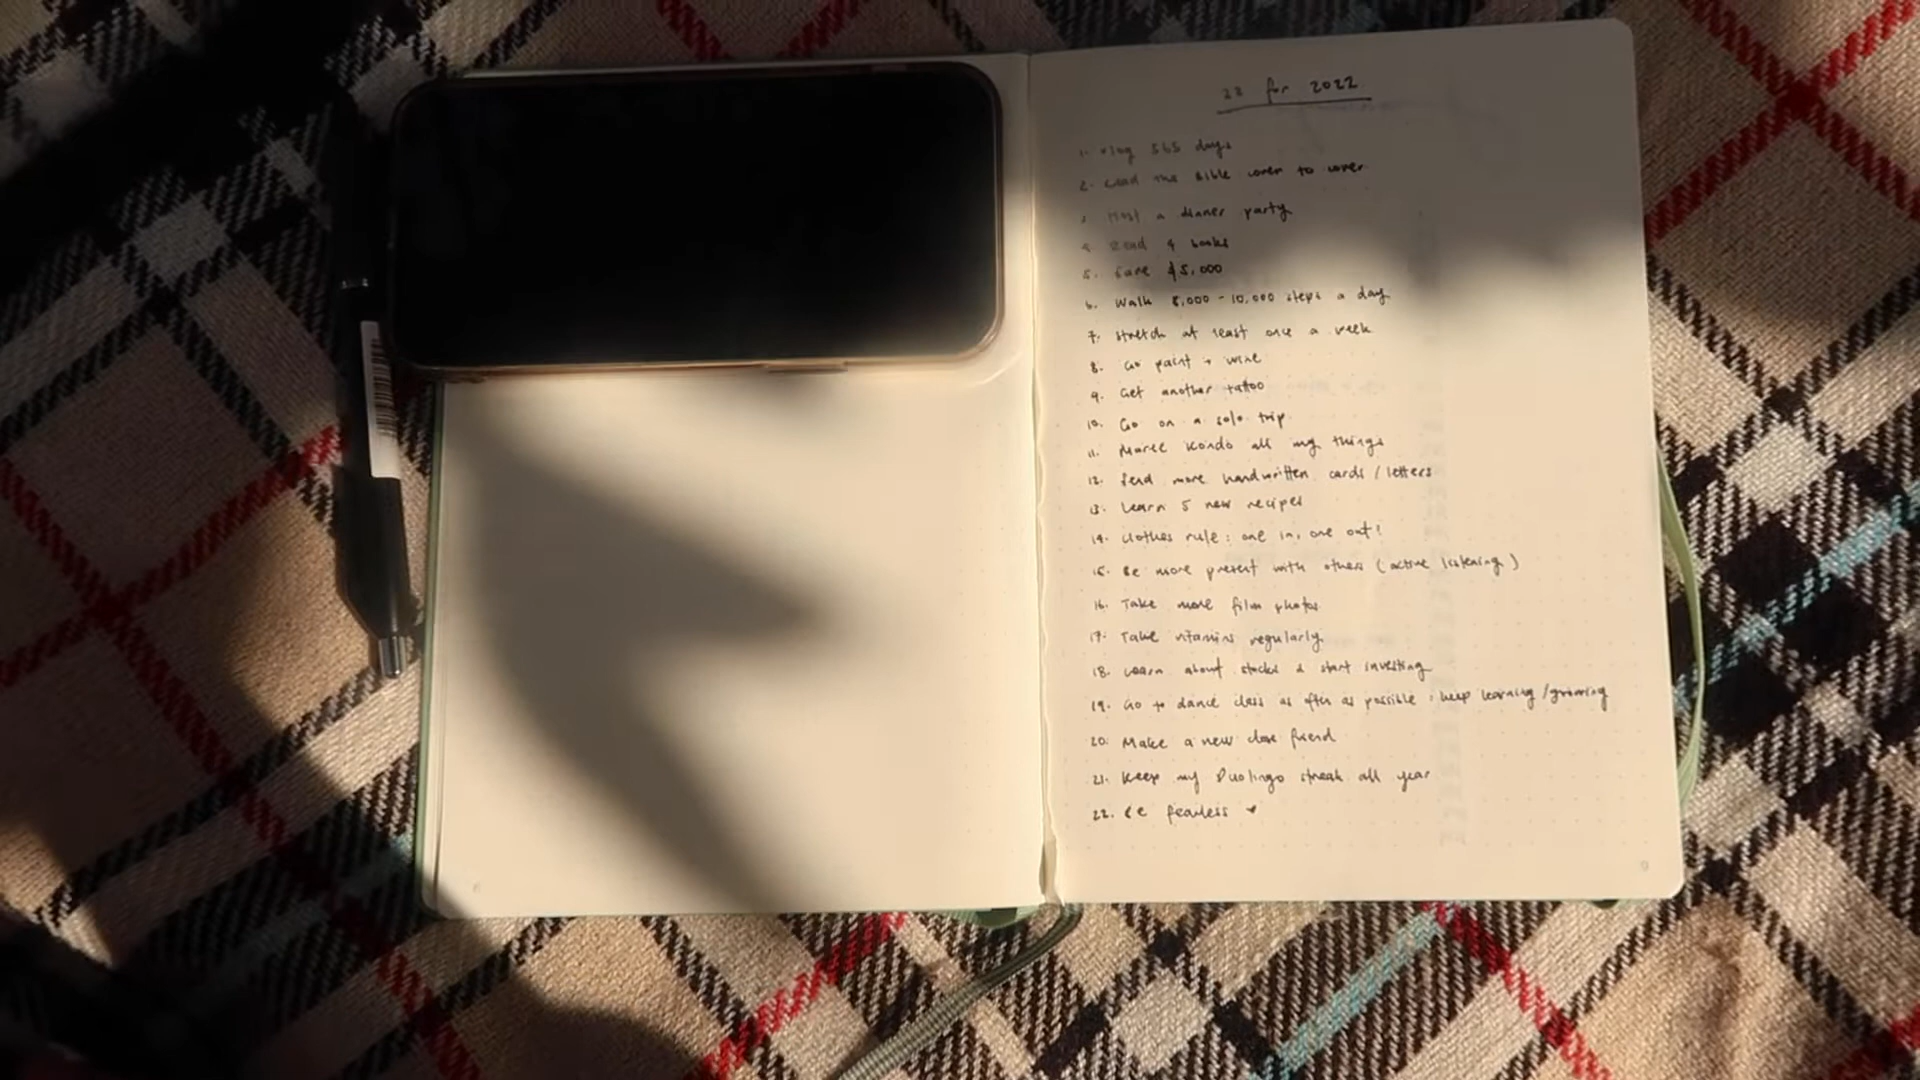 22 for 2022
1. vlog 365 days
2. Read the Bible cover to cover
3. Host a dinner party
4. Read 4 books
5. Save $5,000
6. Walk 8,000 - 10,000 steps a day
7. Stretch at least once a week
8. Go paint + wine
9. Get another tattoo
10. Go on a solo trip
11. Marie Kondo all my things
12. Send more handwritten cards / letters
13. Learn 5 new recipes
14. Clothes rule: one in, one out!
15. Be more present with others (active listening)
16. Take more film photos
17. Take vitamins regularly
18. Learn about stocks & start investing
19. Go to dance class as often as possible : keep learning /growing
20. Make a new close friend
21. Keep my Duolingo streak all year
22. Be fearless